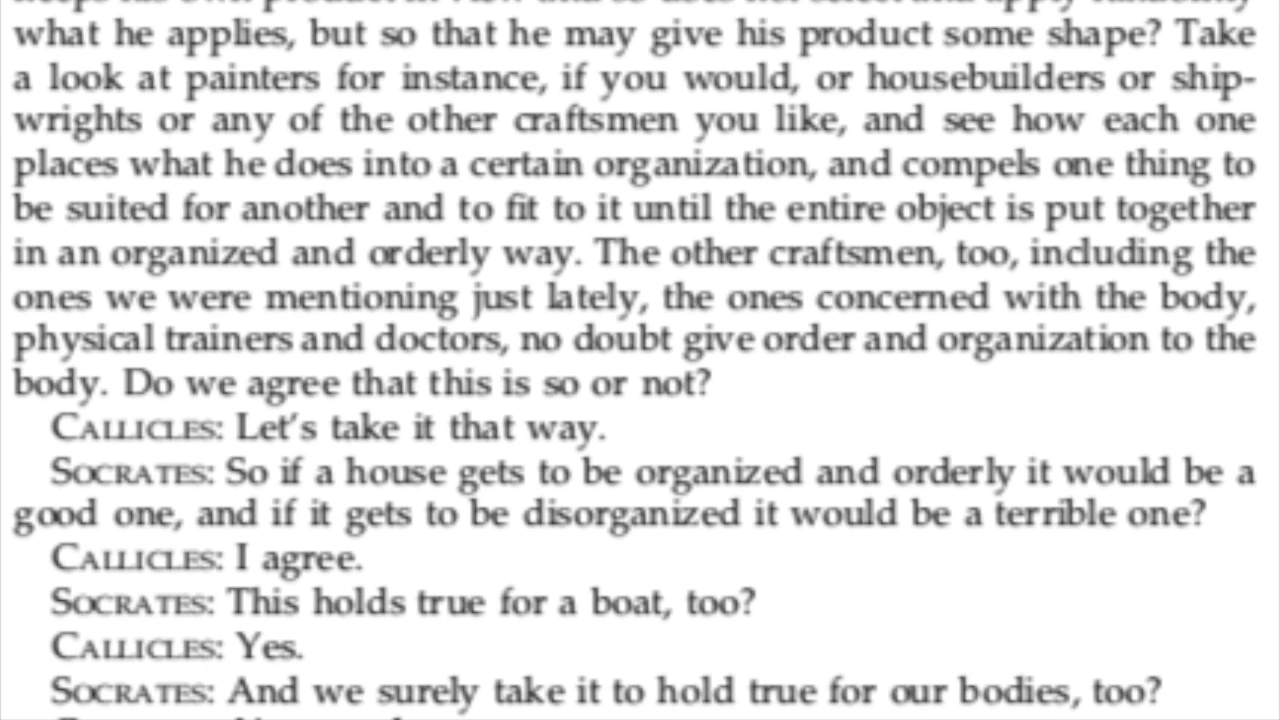 what he applies, but so that he may give his product some shape? Take
a look at painters for instance, if you would, or housebuilders or ship-
wrights or any of the other craftsmen you like, and see how each one
places what he does into a certain organization, and compels one thing to
be suited for another and to fit to it until the entire object is put together
in an organized and orderly way. The other craftsmen, too, including the
ones we were mentioning just lately, the ones concerned with the body,
physical trainers and doctors, no doubt give order and organization to the
body. Do we agree that this is so or not?
CALLICLES: Let's take it that way.
SOCRATES: So if a house gets to be organized and orderly it would be a
good one, and if it gets to be disorganized it would be a terrible one?
CALLICLES: I agree.
SOCRATES: This holds true for a boat, too?
CALLICLES: Yes.
SOCRATES: And we surely take it to hold true for our bodies, too?